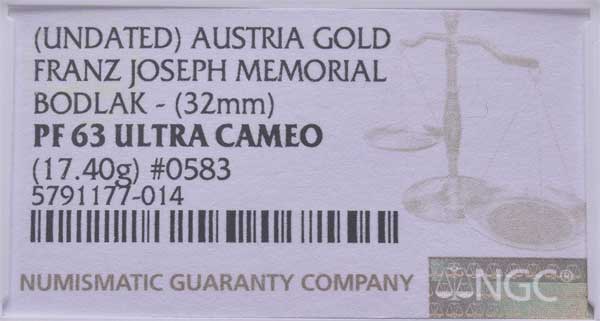 (UNDATED) AUSTRIA GOLD
FRANZ JOSEPH MEMORIAL
BODLAK - (32mm)
PF 63 ULTRA CAMEO
(17.40g) #0583
5791177-014
NUMISMATIC GUARANTY COMPANY
NGC®